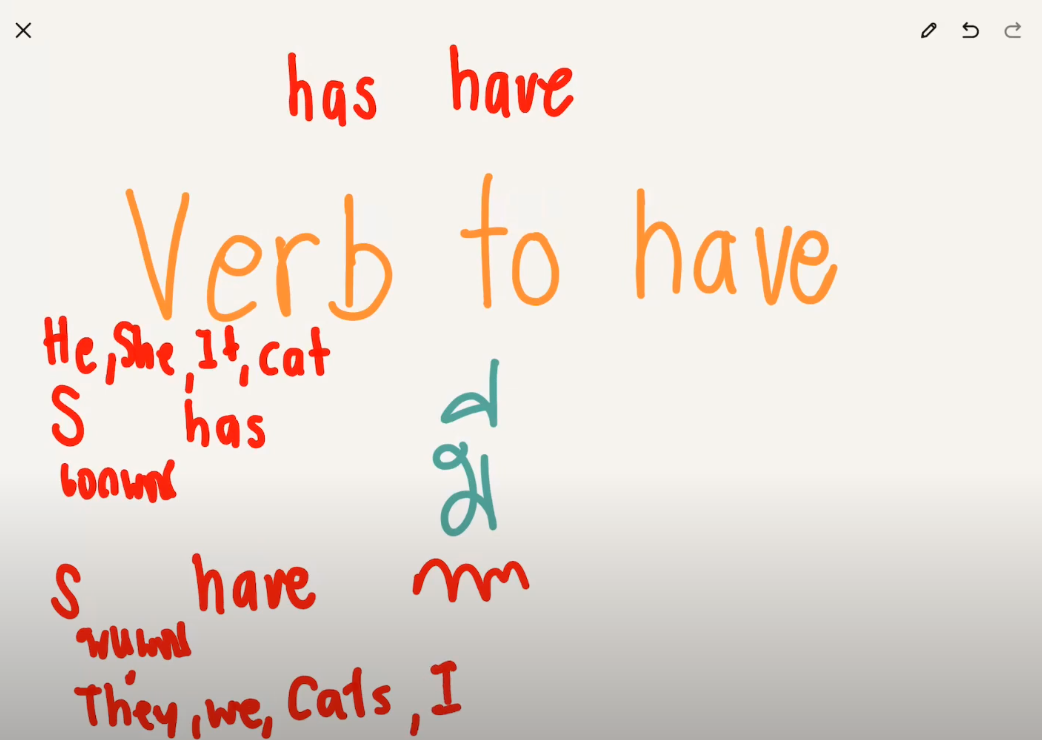 has have
Verb to have
He, She, It, cat
S has
เอกพจน์
มี
S have
พหูพจน์
They, we, Cats, I